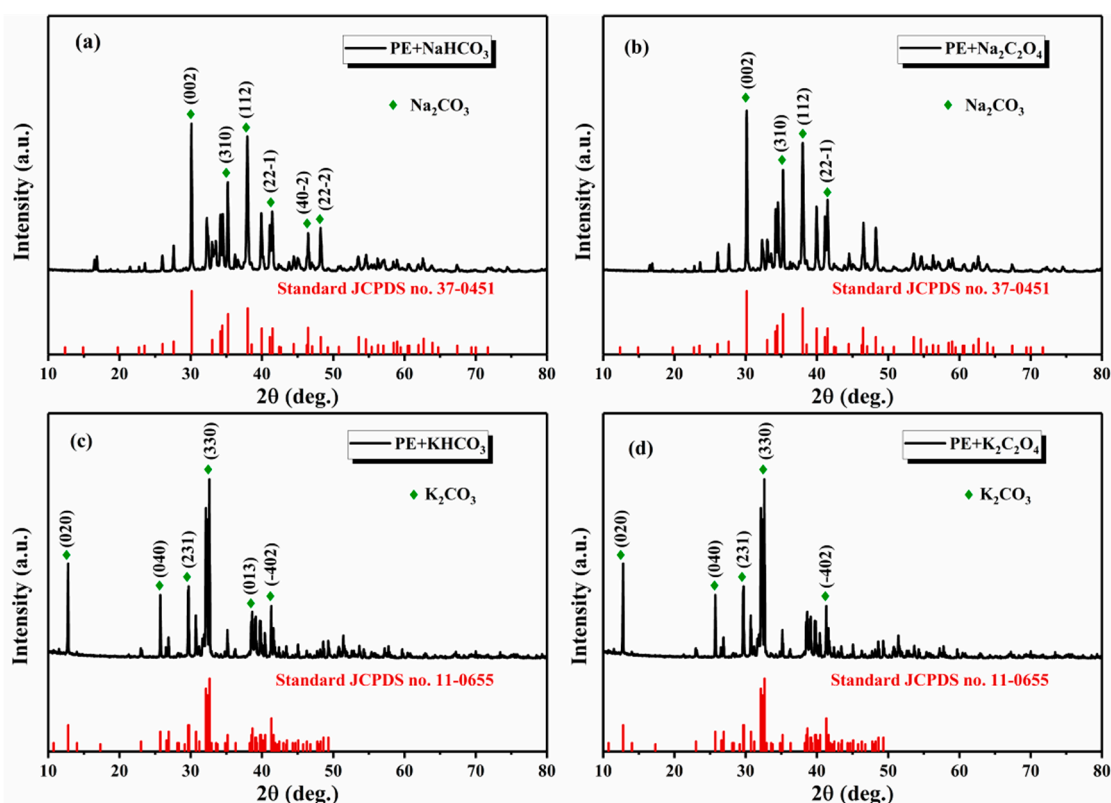 (a)
PE+NaHCO₃
Na₂CO₃
(002)
(310)
(112)
(22-1)
(40-2)
(22-2)
Intensity (a.u.)
Standard JCPDS no. 37-0451
10 20 30 40 50 60 70 80
2θ (deg.)
(b)
PE+Na₂C₂O₄
Na₂CO₃
(002)
(310)
(112)
(22-1)
Intensity (a.u.)
Standard JCPDS no. 37-0451
10 20 30 40 50 60 70 80
2θ (deg.)
(c)
PE+KHCO₃
K₂CO₃
(020)
(040)
(231)
(330)
(013)
(-402)
Intensity (a.u.)
Standard JCPDS no. 11-0655
10 20 30 40 50 60 70 80
2θ (deg.)
(d)
PE+K₂C₂O₄
K₂CO₃
(020)
(040)
(231)
(330)
(-402)
Intensity (a.u.)
Standard JCPDS no. 11-0655
10 20 30 40 50 60 70 80
2θ (deg.)